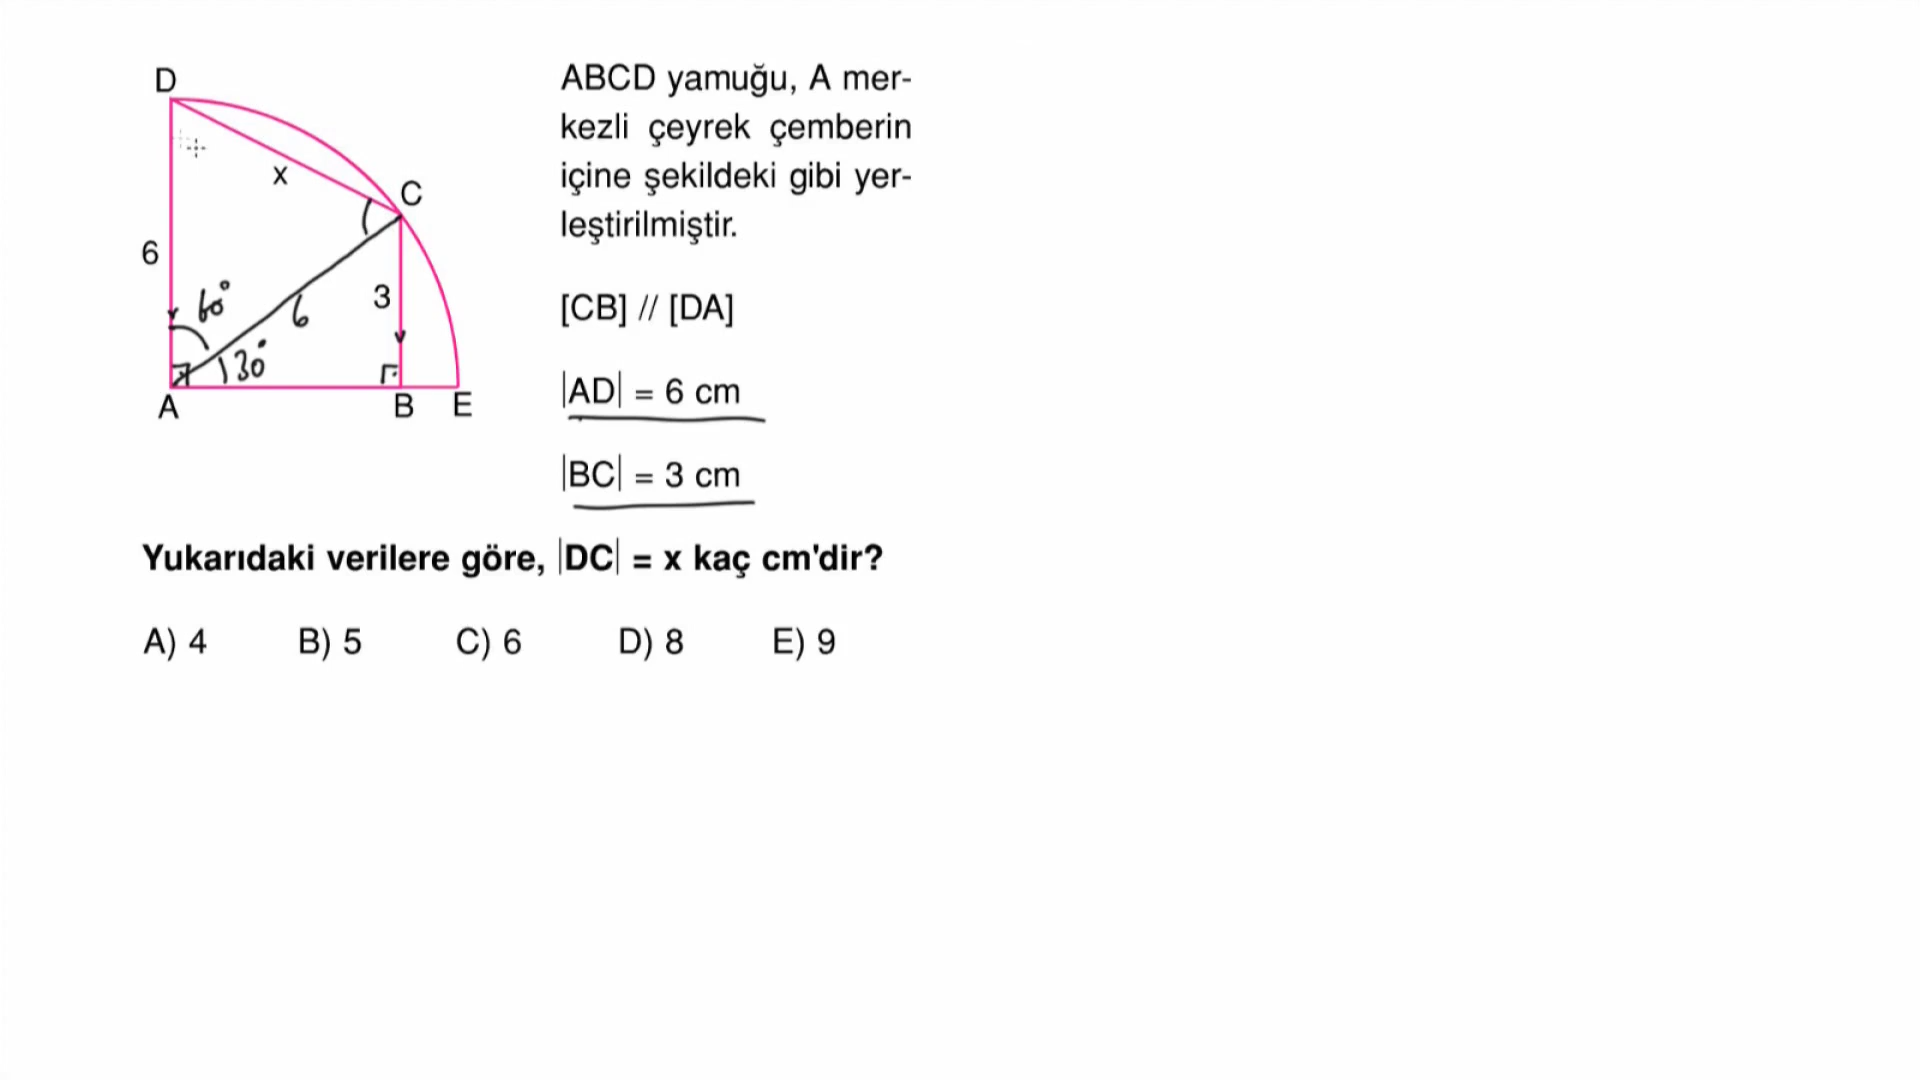 D
ABCD yamuğu, A mer-
kezli çeyrek çemberin
x
içine şekildeki gibi yer-
C
leştirilmiştir.
6
60°
6
3
[CB] // [DA]
30°
A
B
E
|AD| = 6 cm
|BC| = 3 cm
Yukarıdaki verilere göre, |DC| = x kaç cm'dir?
A) 4 B) 5 C) 6 D) 8 E) 9